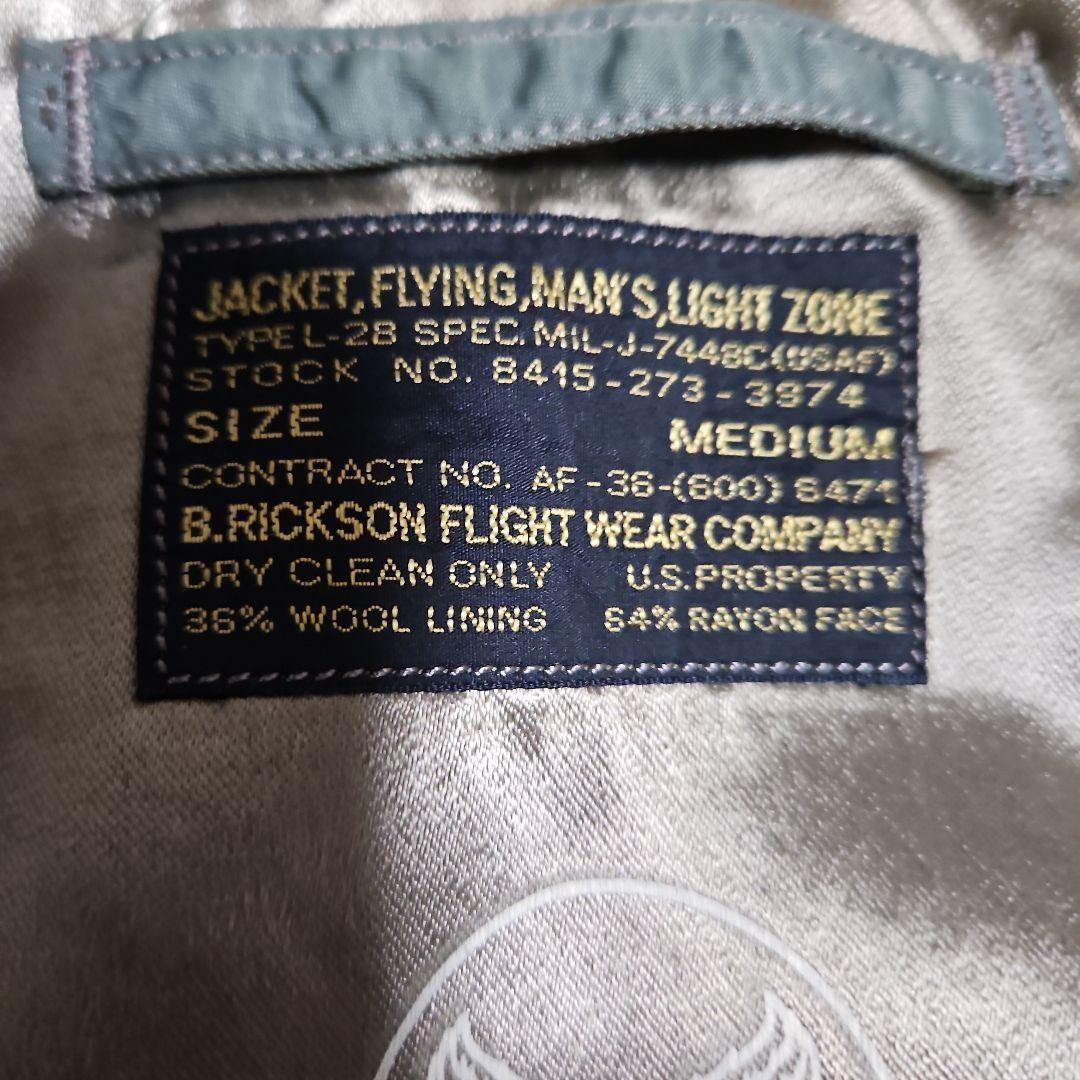 JACKET, FLYING, MAN'S, LIGHT ZONE
TYPE L-2B SPEC. MIL-J-7448C (USAF)
STOCK NO. 8415-273-3974
SIZE MEDIUM
CONTRACT NO. AF-36-(600) 8471
B.RICKSON FLIGHT WEAR COMPANY
DRY CLEAN ONLY U.S.PROPERTY
36% WOOL LINING 64% RAYON FACE